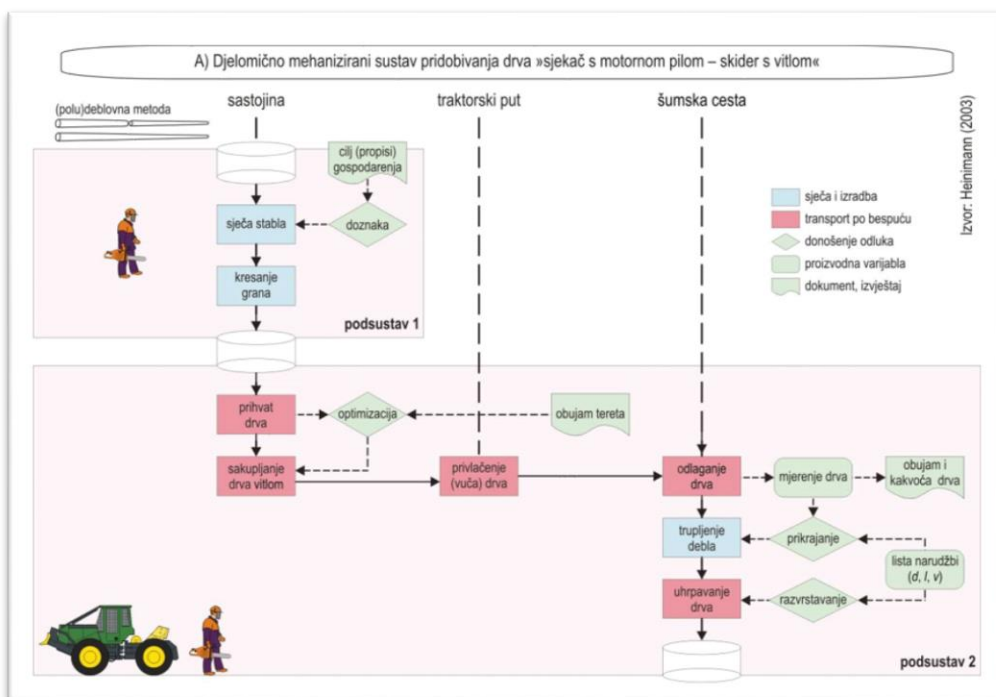 A) Djelomično mehanizirani sustav pridobivanja drva »sjekač s motornom pilom – skider s vitlom«
(polu)deblovna metoda
sastojina
traktorski put
šumska cesta
Izvor: Heinimann (2003)
cilj (propisi)
gospodarenja
sječa stabla
doznaka
kresanje
grana
podsustav 1
sječa i izradba
transport po bespuću
donošenje odluka
proizvodna varijabla
dokument, izvještaj
prihvat
drva
optimizacija
obujam tereta
sakupljanje
drva vitlom
privlačenje
(vuča) drva
odlaganje
drva
mjerenje drva
obujam i
kakvoća drva
trupljenje
debla
prikrajanje
lista narudžbi
(d, l, v)
uhrpavanje
drva
razvrstavanje
podsustav 2